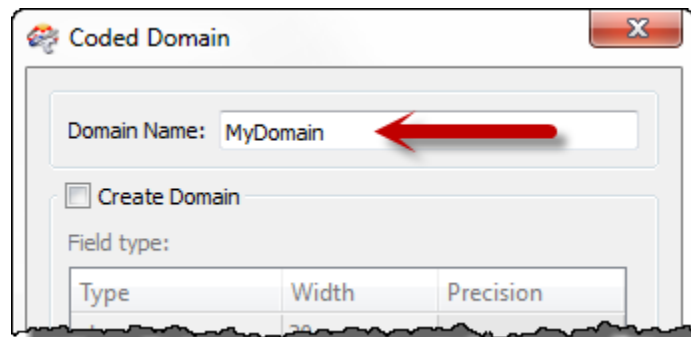 Coded Domain
Domain Name: MyDomain
Create Domain
Field type:
Type Width Precision